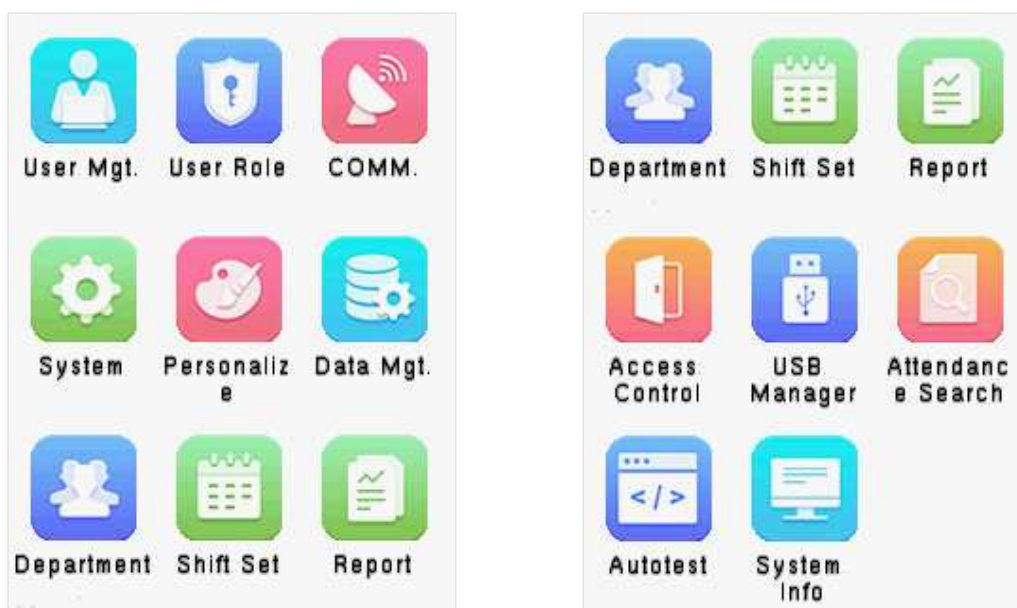 User Mgt. User Role COMM.
System Personaliz Data Mgt.
e
Department Shift Set Report
Department Shift Set Report
Access USB Attendanc
Control Manager e Search
</>
Autotest System
Info